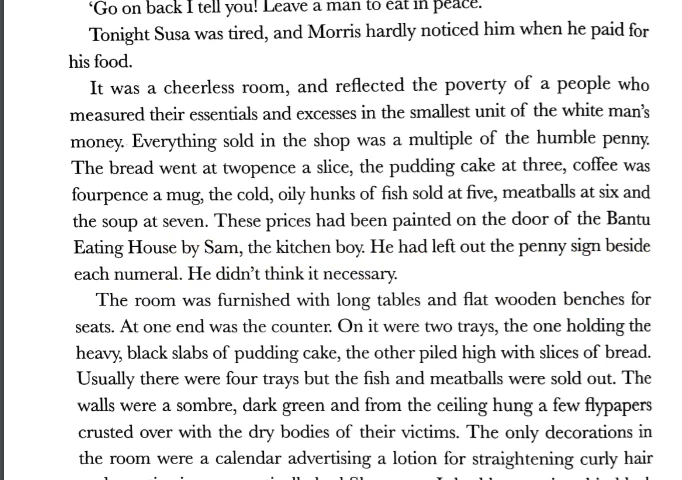 ‘Go on back I tell you! Leave a man to eat in peace.
Tonight Susa was tired, and Morris hardly noticed him when he paid for
his food.
It was a cheerless room, and reflected the poverty of a people who
measured their essentials and excesses in the smallest unit of the white man’s
money. Everything sold in the shop was a multiple of the humble penny.
The bread went at twopence a slice, the pudding cake at three, coffee was
fourpence a mug, the cold, oily hunks of fish sold at five, meatballs at six and
the soup at seven. These prices had been painted on the door of the Bantu
Eating House by Sam, the kitchen boy. He had left out the penny sign beside
each numeral. He didn’t think it necessary.
The room was furnished with long tables and flat wooden benches for
seats. At one end was the counter. On it were two trays, the one holding the
heavy, black slabs of pudding cake, the other piled high with slices of bread.
Usually there were four trays but the fish and meatballs were sold out. The
walls were a sombre, dark green and from the ceiling hung a few flypapers
crusted over with the dry bodies of their victims. The only decorations in
the room were a calendar advertising a lotion for straightening curly hair